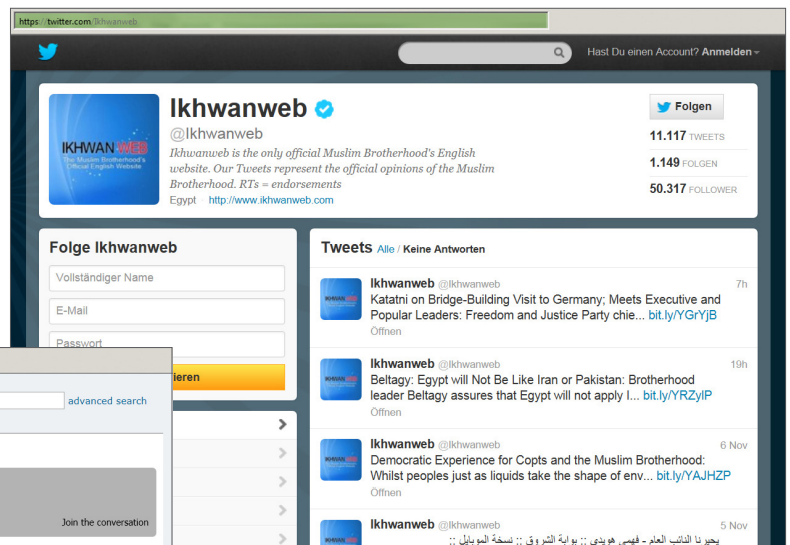 https://twitter.com/Ikhwanweb
Hast Du einen Account? Anmelden
Ikhwanweb
@Ikhwanweb
Ikhwanweb is the only official Muslim Brotherhood's English
website. Our Tweets represent the official opinions of the Muslim
Brotherhood. RTs = endorsements
Egypt http://www.ikhwanweb.com
IKHWAN WEB
The Muslim Brotherhood's
Official English Website
Folgen
11.117 TWEETS
1.149 FOLGEN
50.317 FOLLOWER
Folge Ikhwanweb
Vollständiger Name
E-Mail
Passwort
ieren
advanced search
Join the conversation
Tweets Alle / Keine Antworten
Ikhwanweb @Ikhwanweb 7h
Katatni on Bridge-Building Visit to Germany; Meets Executive and
Popular Leaders: Freedom and Justice Party chie... bit.ly/YGrYjB
Öffnen
Ikhwanweb @Ikhwanweb 19h
Beltagy: Egypt will Not Be Like Iran or Pakistan: Brotherhood
leader Beltagy assures that Egypt will not apply I... bit.ly/YRZylP
Öffnen
Ikhwanweb @Ikhwanweb 6 Nov
Democratic Experience for Copts and the Muslim Brotherhood:
Whilst peoples just as liquids take the shape of env... bit.ly/YAJHZP
Öffnen
Ikhwanweb @Ikhwanweb 5 Nov
يحيرنا النائب العام - فهمي هويدي :: بوابة الشروق :: نسخة الموبايل ::